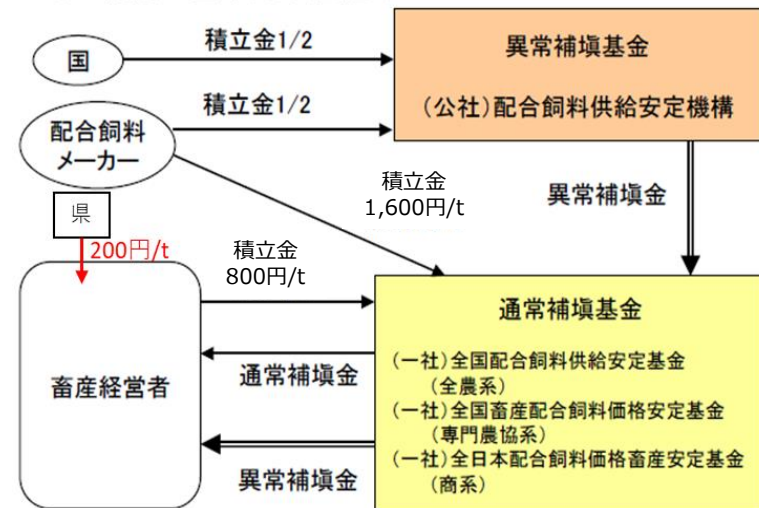 国
積立金1/2
異常補塡基金
(公社)配合飼料供給安定機構
配合飼料
メーカー
積立金1/2
積立金
1,600円/t
異常補塡金
県
200円/t
積立金
800円/t
畜産経営者
通常補塡金
異常補塡金
通常補塡基金
(一社)全国配合飼料供給安定基金
(全農系)
(一社)全国畜産配合飼料価格安定基金
(専門農協系)
(一社)全日本配合飼料価格畜産安定基金
(商系)